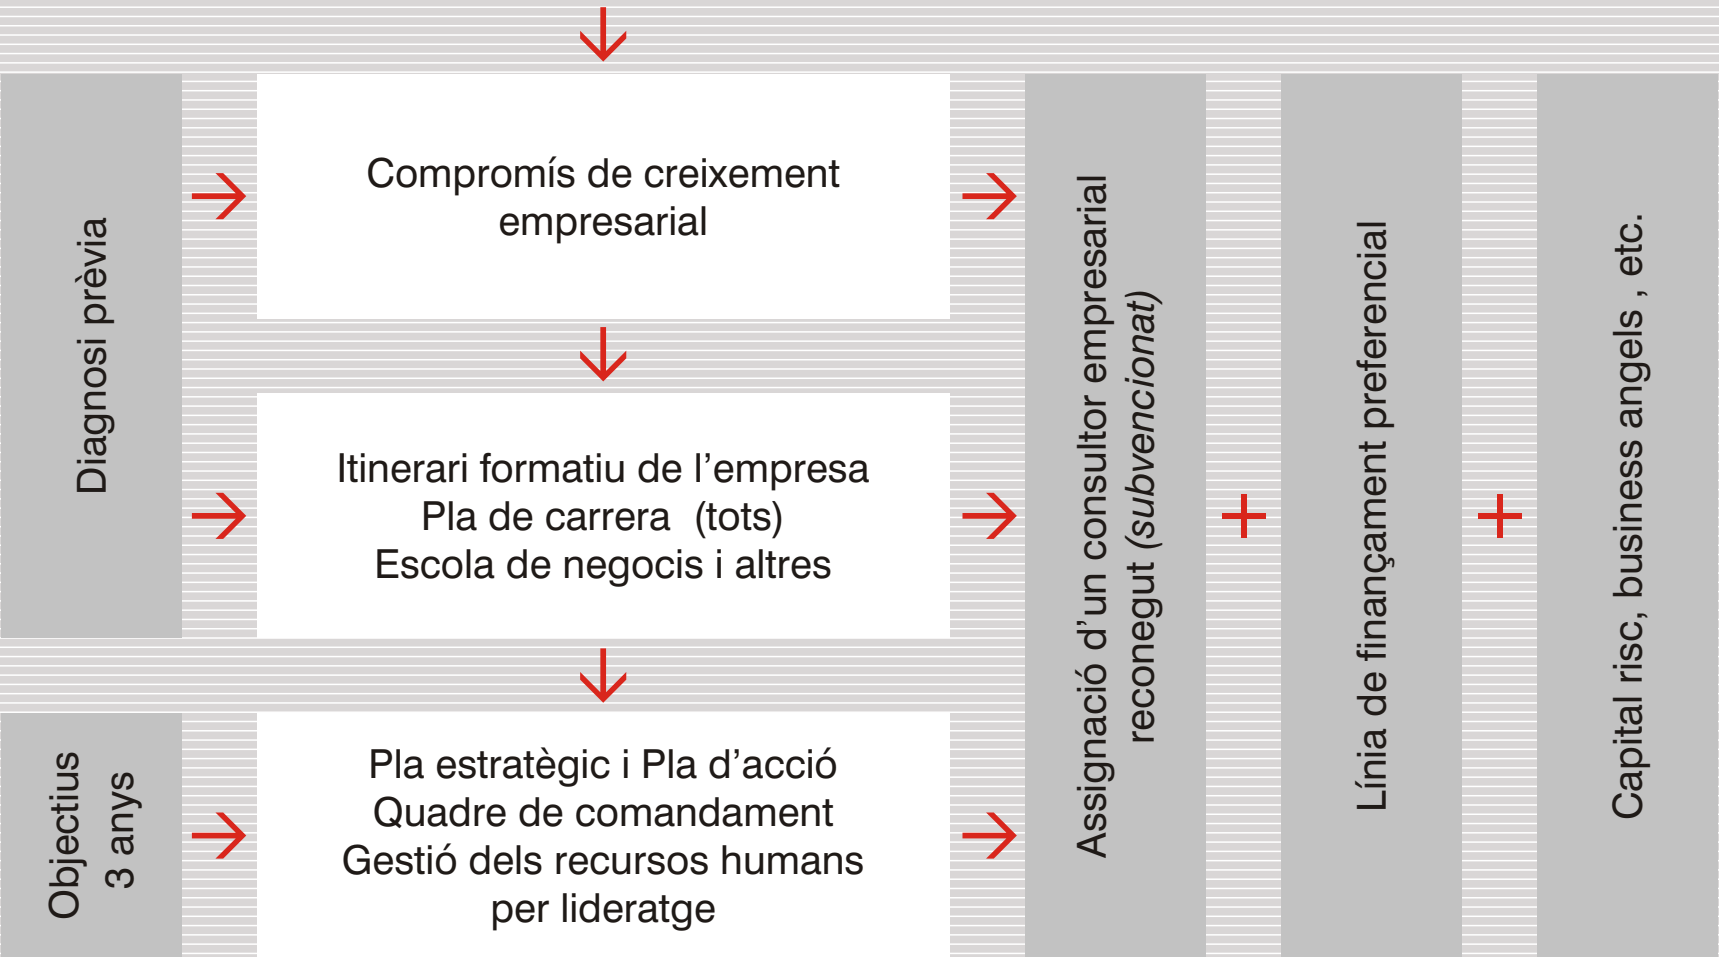 Diagnosi prèvia
Compromís de creixement
empresarial
Itinerari formatiu de l’empresa
Pla de carrera  (tots)
Escola de negocis i altres
Objectius
3 anys
Pla estratègic i Pla d’acció
Quadre de comandament
Gestió dels recursos humans
per lideratge
Assignació d’un consultor empresarial
reconegut (subvencionat)
+
Línia de finançament preferencial
+
Capital risc, business angels , etc.